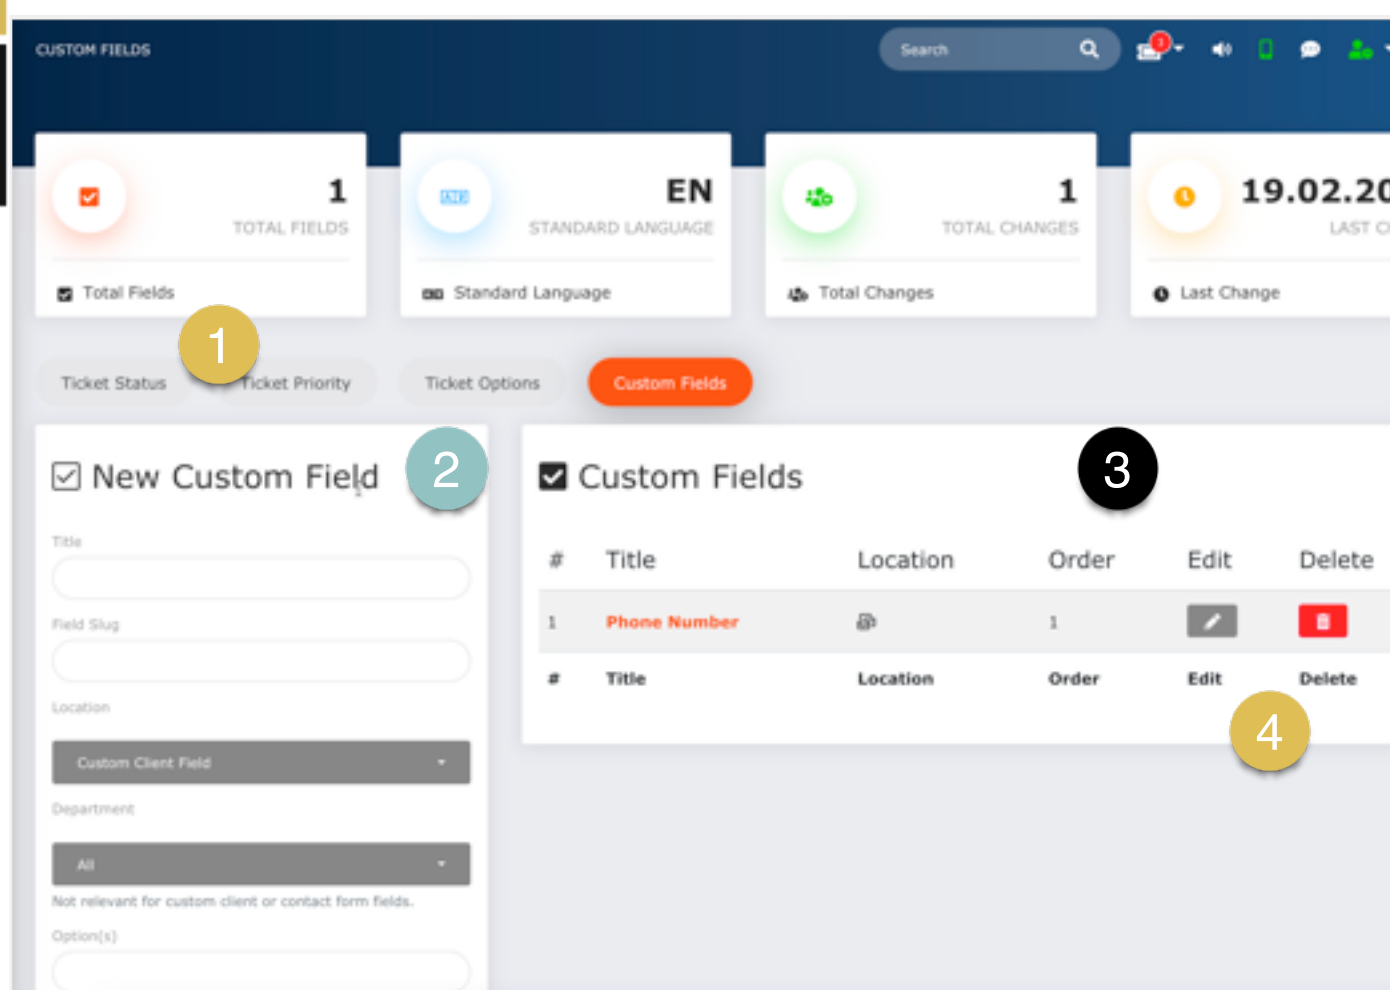 CUSTOM FIELDS
Search
1
TOTAL FIELDS
Total Fields
EN
STANDARD LANGUAGE
Standard Language
1
TOTAL CHANGES
Total Changes
19.02.20
LAST C
Last Change
1
Ticket Status
Ticket Priority
Ticket Options
Custom Fields
New Custom Field
2
Title
Field Slug
Location
Custom Client Field
Department
All
Not relevant for custom client or contact form fields.
Option(s)
Custom Fields
3
# Title Location Order Edit Delete
1 Phone Number 1
# Title Location Order Edit Delete
4